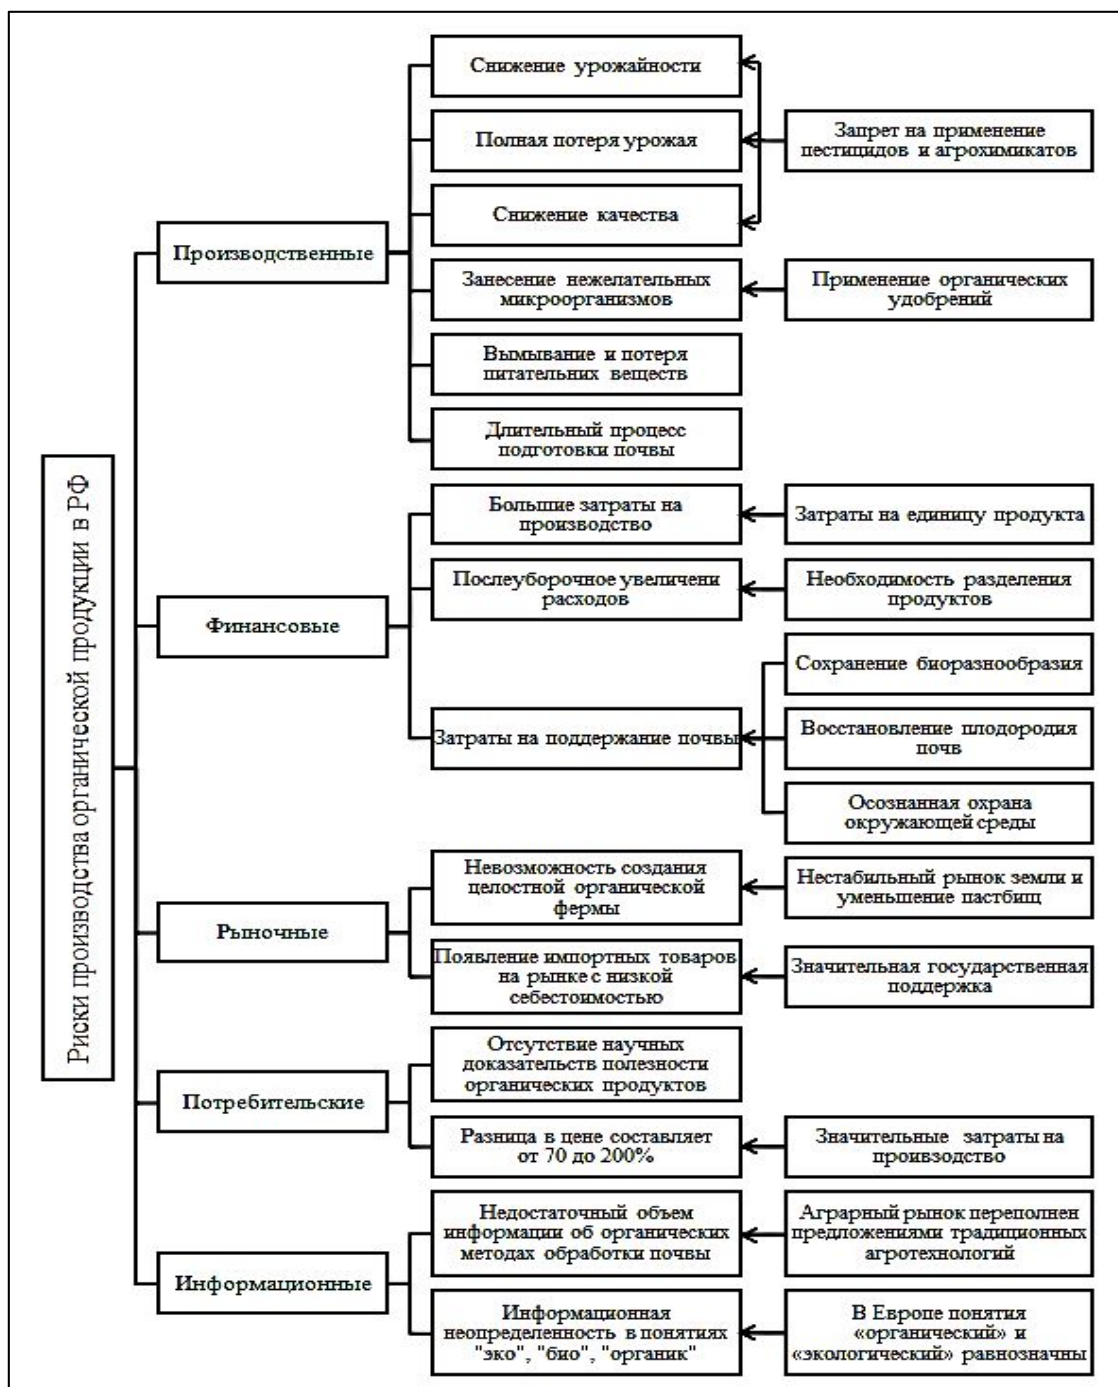 Риски производства органической продукции в РФ
Производственные
Снижение урожайности
Полная потеря урожая
Снижение качества
Запрет на применение
пестицидов и агрохимикатов
Занесение нежелательных
микроорганизмов
Применение органических
удобрений
Вымывание и потеря
питательних веществ
Длительный процесс
подготовки почвы
Финансовые
Большие затраты на
производство
Затраты на единицу продукта
Послеуборочное увеличени
расходов
Необходимость разделения
продуктов
Затраты на поддержание почвы
Сохранение биоразнообразия
Восстановление плодородия
почв
Осознанная охрана
окружающей среды
Рыночные
Невозможность создания
целостной органической
фермы
Нестабильный рынок земли и
уменьшение пастбищ
Появление импортных товаров
на рынке с низкой
себестоимостью
Значительная государственная
поддержка
Потребительские
Отсутствие научных
доказательств полезности
органических продуктов
Разница в цене составляет
от 70 до 200%
Значительные затраты на
проивзодство
Информационные
Недостаточный объем
информации об органических
методах обработки почвы
Аграрный рынок переполнен
предложениями традиционных
агротехнологий
Информационная
неопределенность в понятиях
"эко", "био", "органик"
В Европе понятия
«органический» и
«экологический» равнозначны